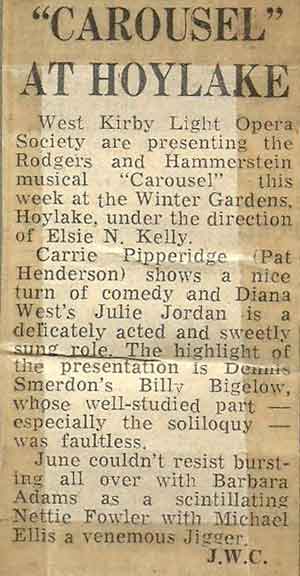 “CAROUSEL”
AT HOYLAKE
West Kirby Light Opera
Society are presenting the
Rodgers and Hammerstein
musical “Carousel” this
week at the Winter Gardens,
Hoylake, under the direction
of Elsie N. Kelly.
Carrie Pipperidge (Pat
Henderson) shows a nice
turn of comedy and Diana
West's Julie Jordan is a
delicately acted and sweetly
sung role. The highlight of
the presentation is Dennis
Smerdon's Billy Bigelow,
whose well-studied part —
especially the soliloquy —
was faultless.
June couldn't resist burst-
ing all over with Barbara
Adams as a scintillating
Nettie Fowler with Michael
Ellis a venemous Jigger.
J.W.C.